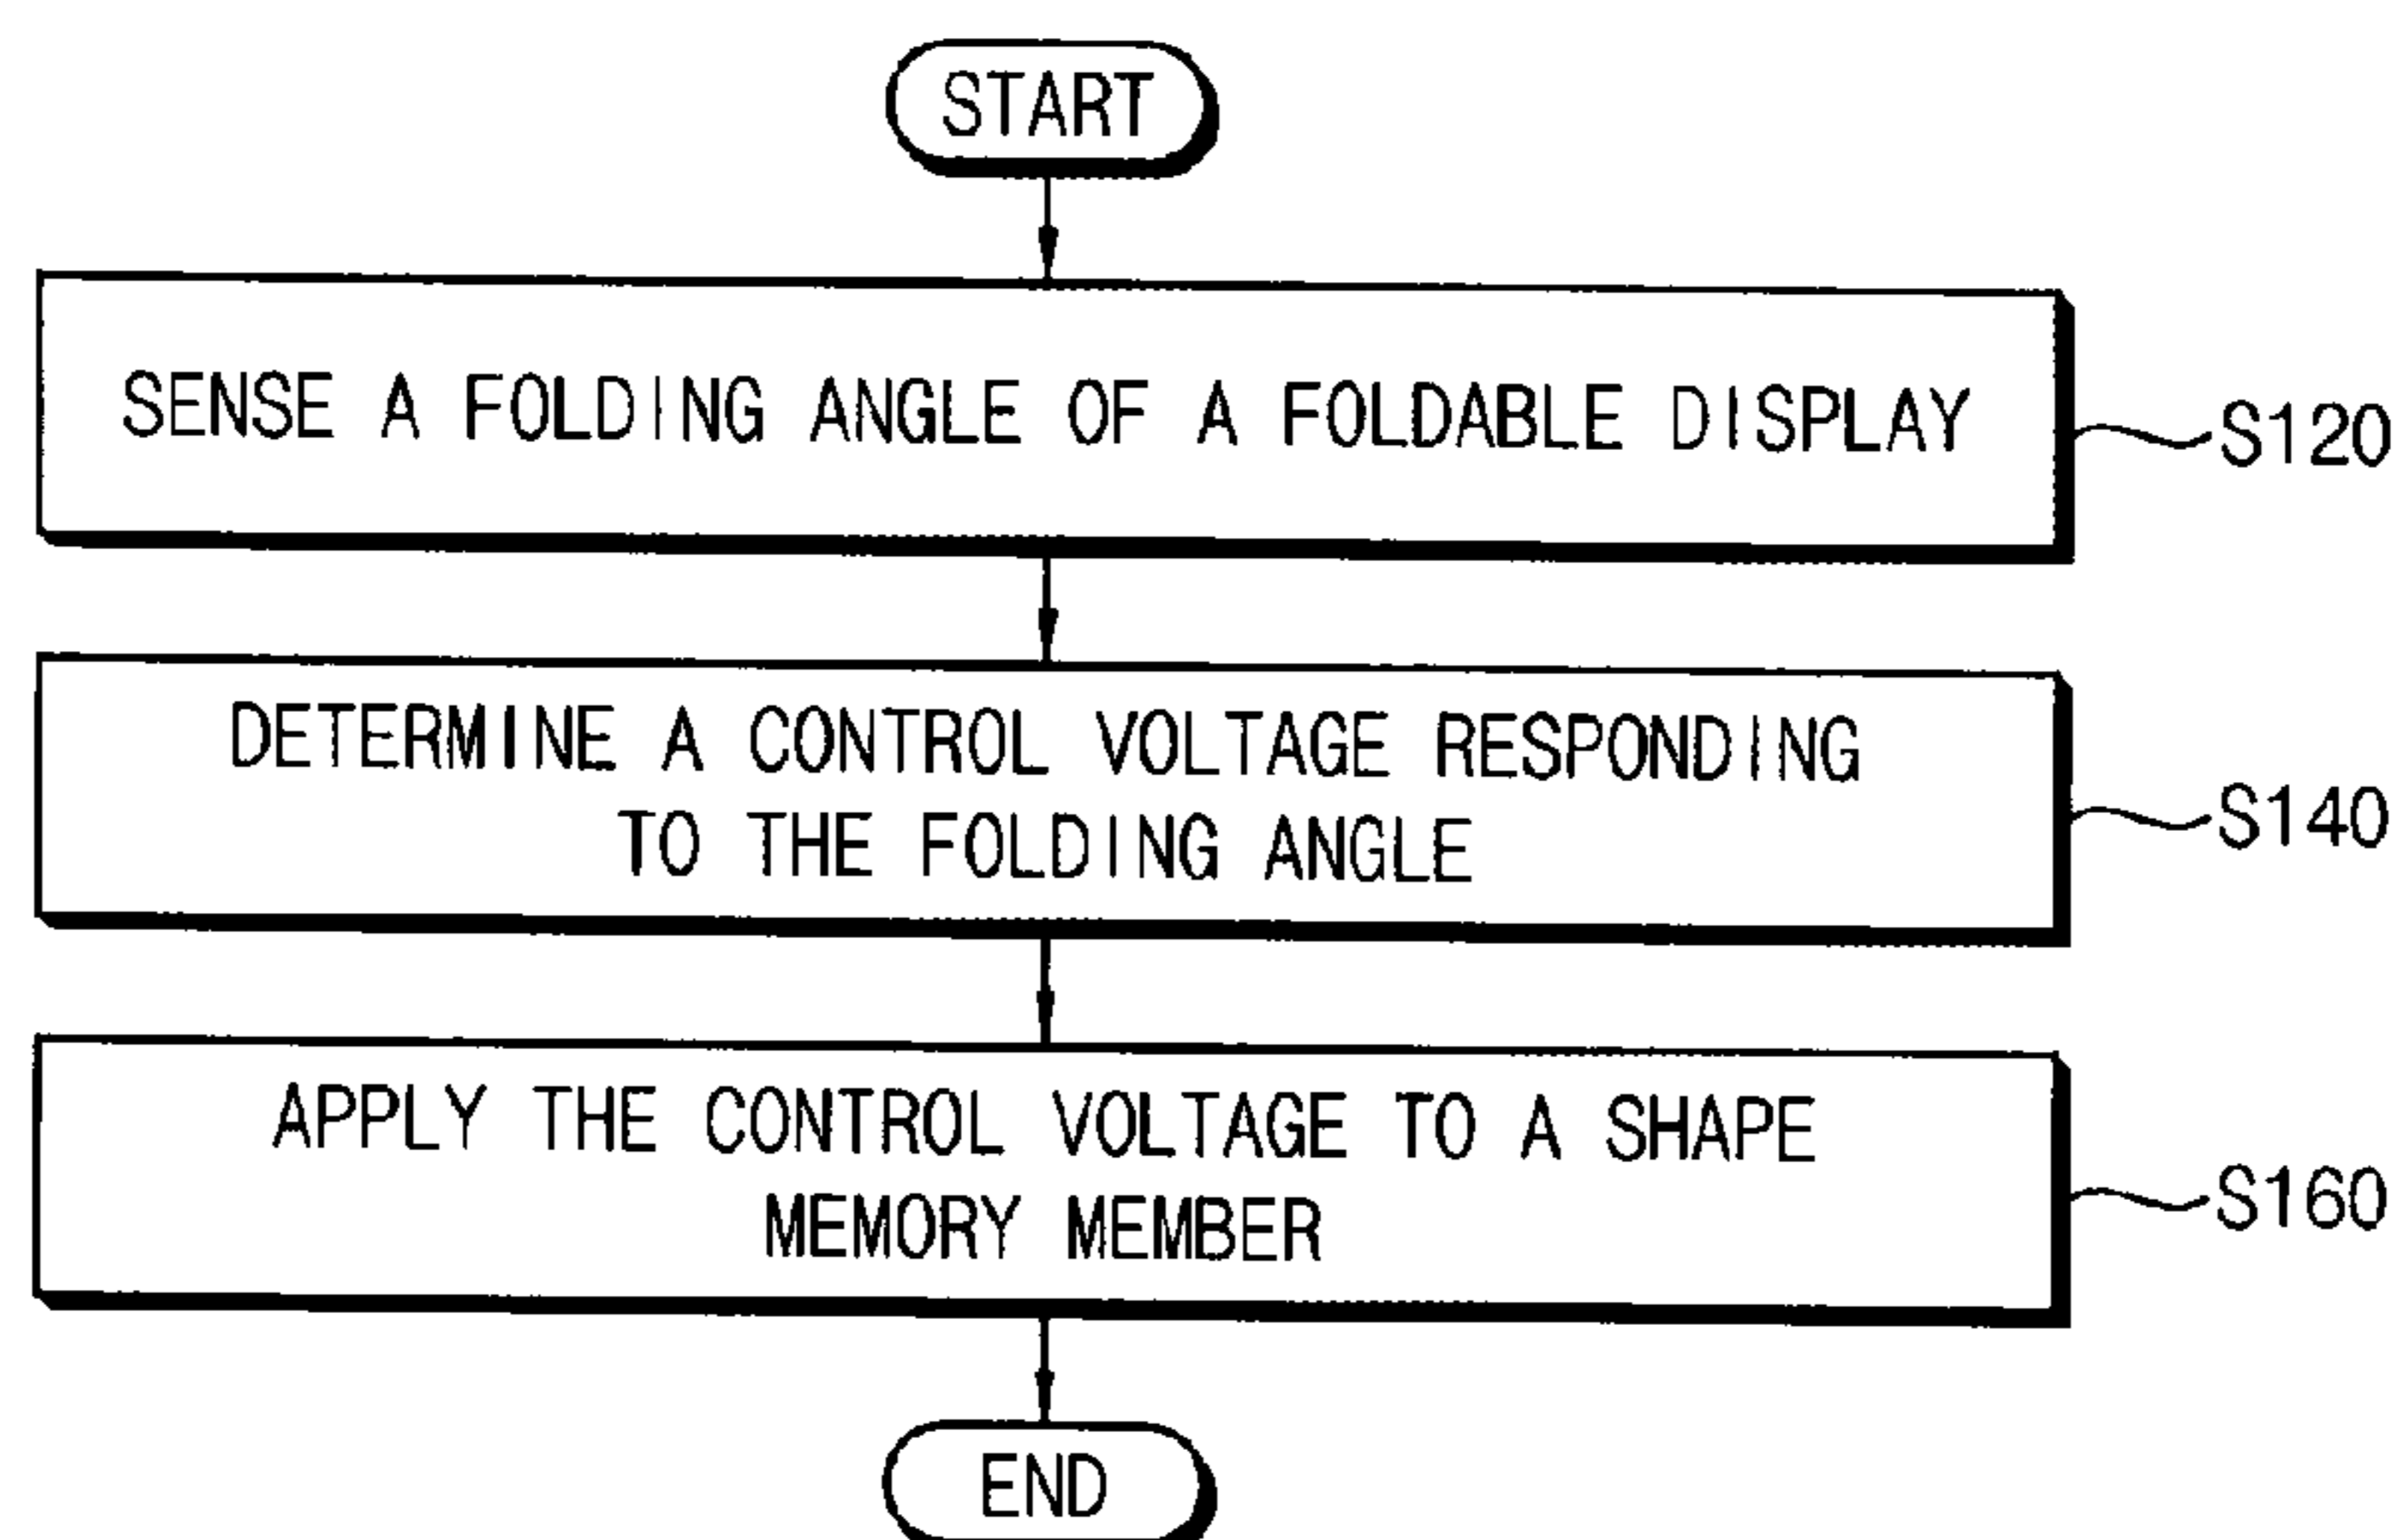 START
SENSE A FOLDING ANGLE OF A FOLDABLE DISPLAY
S120
DETERMINE A CONTROL VOLTAGE RESPONDING
TO THE FOLDING ANGLE
S140
APPLY THE CONTROL VOLTAGE TO A SHAPE
MEMORY MEMBER
S160
END